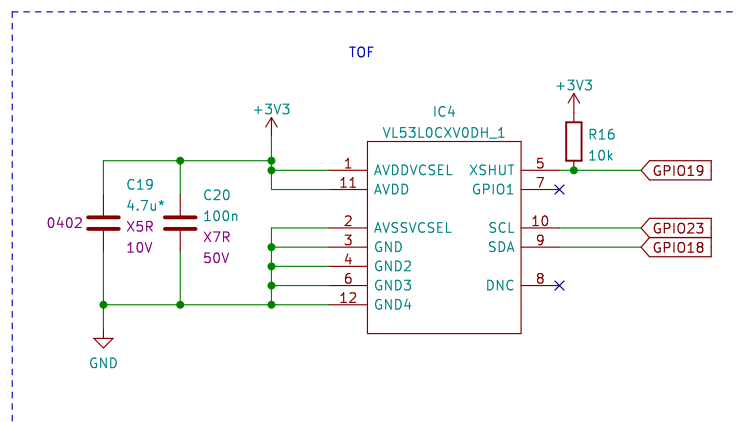 TOF
+3V3
C19
4.7u*
0402
X5R
10V
C20
100n
X7R
50V
GND
IC4
VL53L0CXV0DH_1
1 AVDDVCSEL
11 AVDD
2 AVSSVCSEL
3 GND
4 GND2
6 GND3
12 GND4
XSHUT 5
GPIO1 7
SCL 10
SDA 9
DNC 8
+3V3
R16
10k
GPIO19
GPIO23
GPIO18